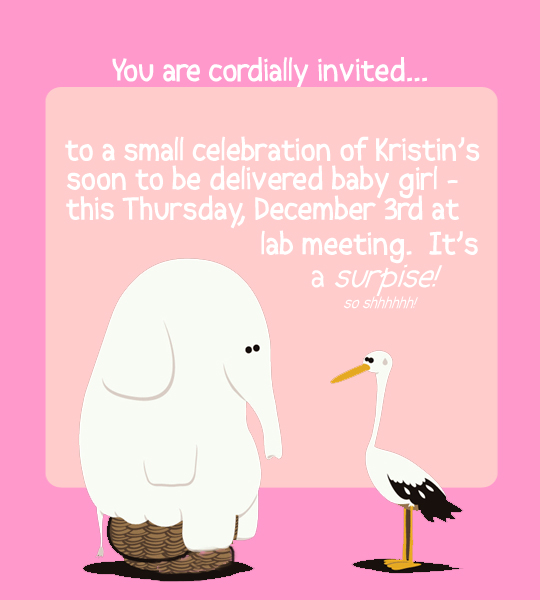 You are cordially invited...
to a small celebration of Kristin's
soon to be delivered baby girl -
this Thursday, December 3rd at
lab meeting. It's
a surpise!
so shhhhhh!